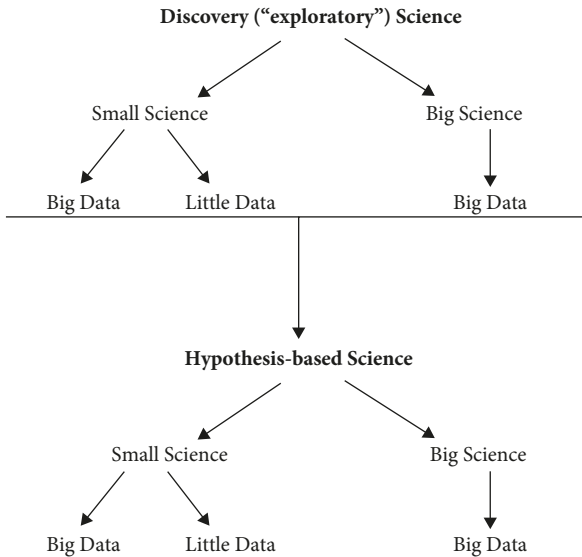 Discovery (“exploratory”) Science
Small Science Big Science
Big Data Little Data Big Data
Hypothesis-based Science
Small Science Big Science
Big Data Little Data Big Data